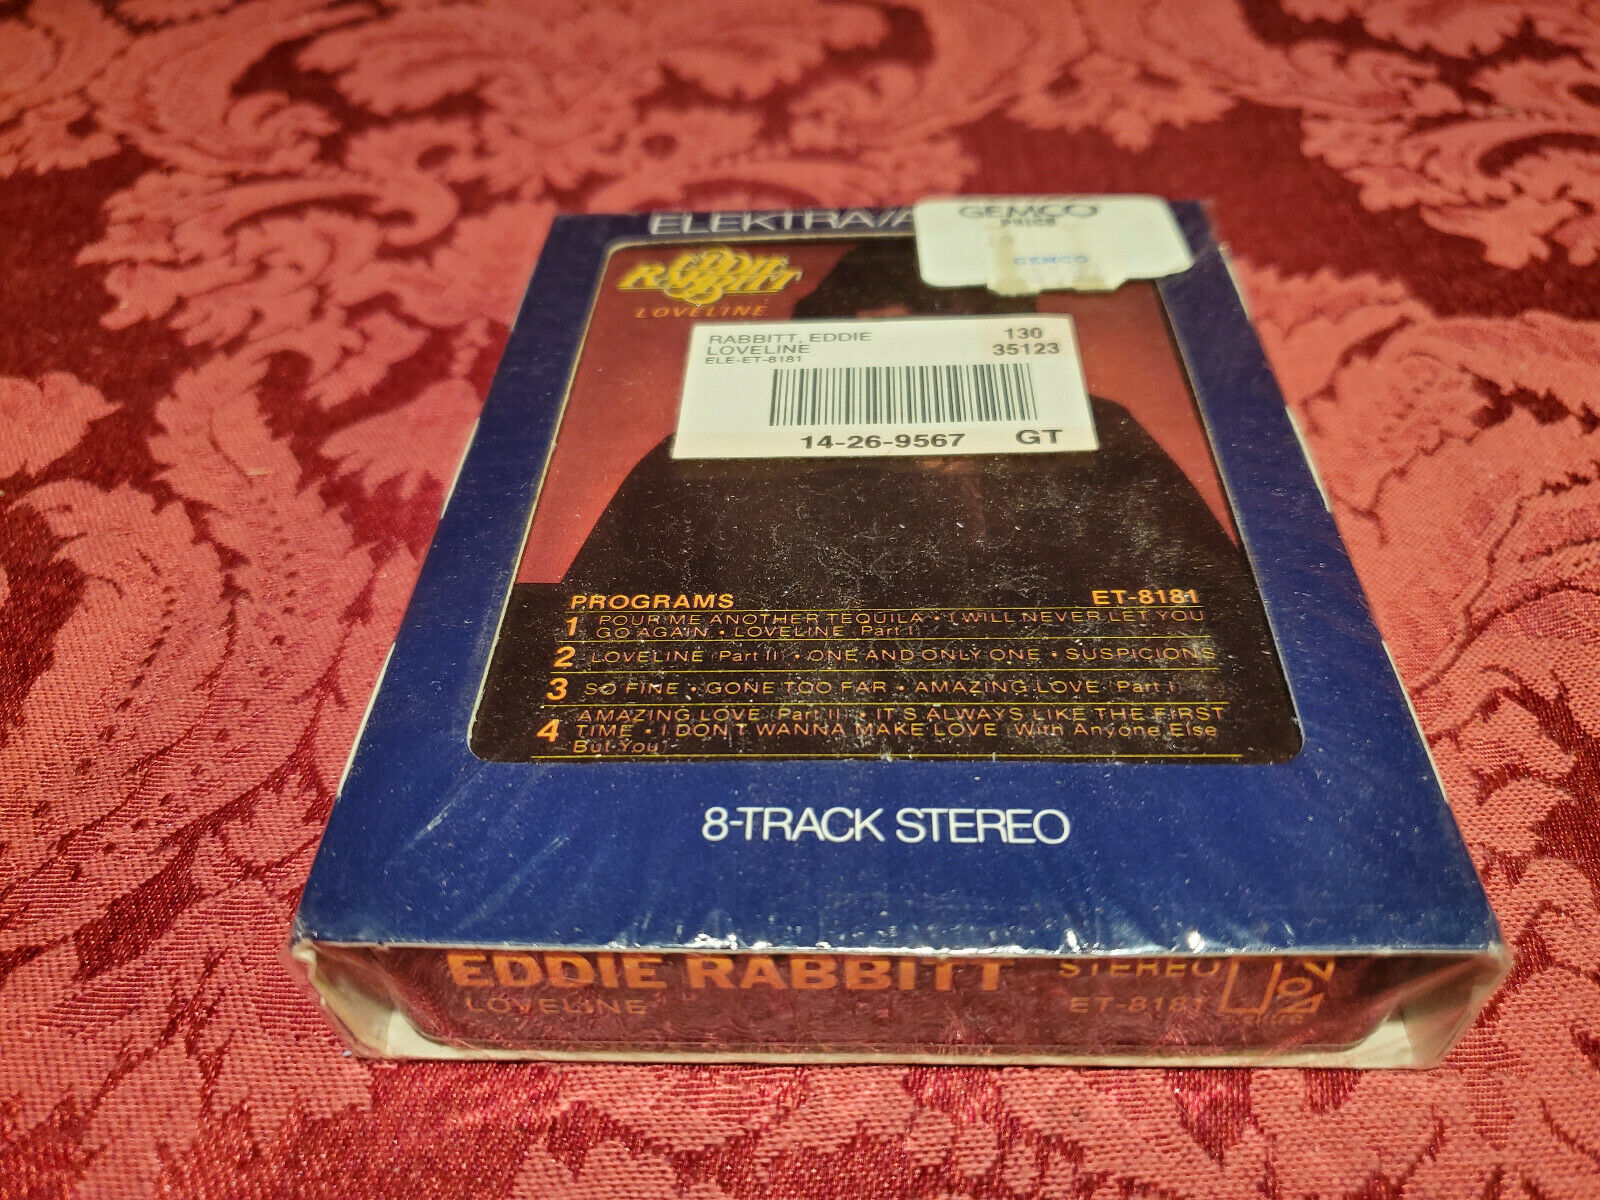 ELEKTRA/A
GEMCO
PRICE
GEMCO
EDDIE
RABBITT
LOVELINE
RABBITT, EDDIE 130
LOVELINE 35123
ELE-ET-8181
14-26-9567 GT
PROGRAMS ET-8181
1 POUR ME ANOTHER TEQUILA • I WILL NEVER LET YOU
GO AGAIN • LOVELINE (Part I)
2 LOVELINE (Part II) • ONE AND ONLY ONE • SUSPICIONS
3 SO FINE • GONE TOO FAR • AMAZING LOVE (Part I)
4 AMAZING LOVE (Part II) • IT'S ALWAYS LIKE THE FIRST
TIME • I DON'T WANNA MAKE LOVE (With Anyone Else
But You)
8-TRACK STEREO
EDDIE RABBITT STEREO
LOVELINE ET-8181